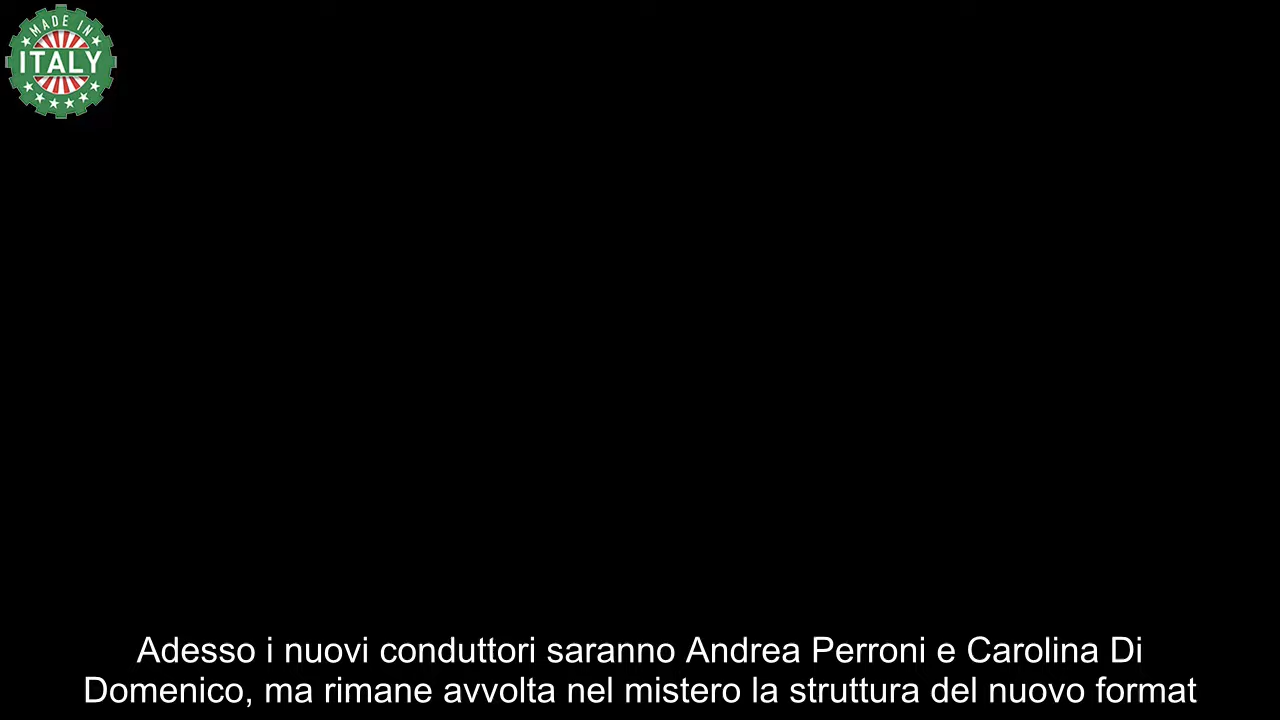 MADE IN
ITALY
Adesso i nuovi conduttori saranno Andrea Perroni e Carolina Di
Domenico, ma rimane avvolta nel mistero la struttura del nuovo format